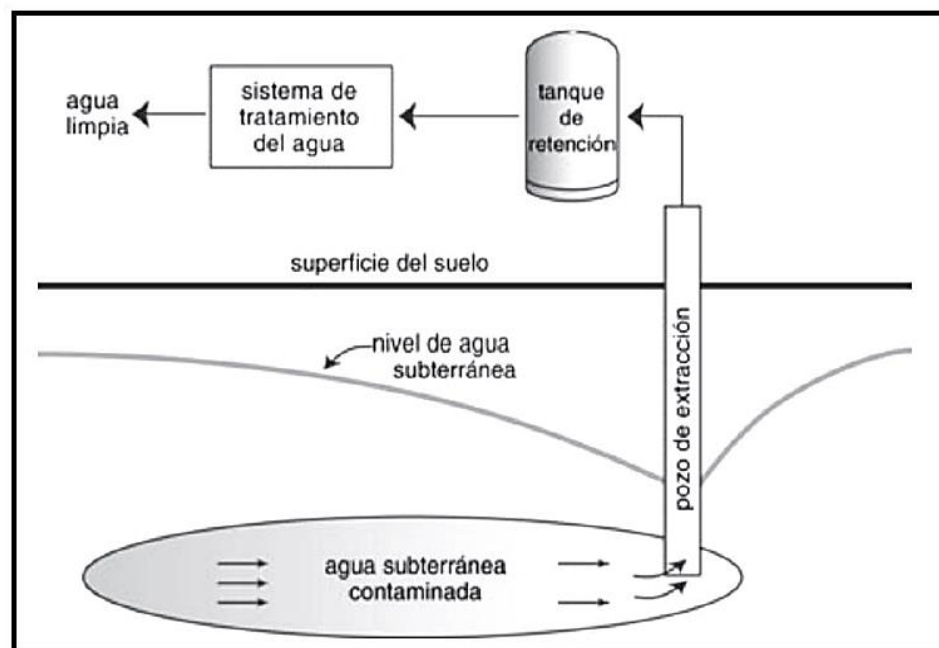 agua
limpia
sistema de
tratamiento
del agua
tanque
de
retención
superficie del suelo
nivel de agua
subterránea
pozo de extracción
agua subterránea
contaminada